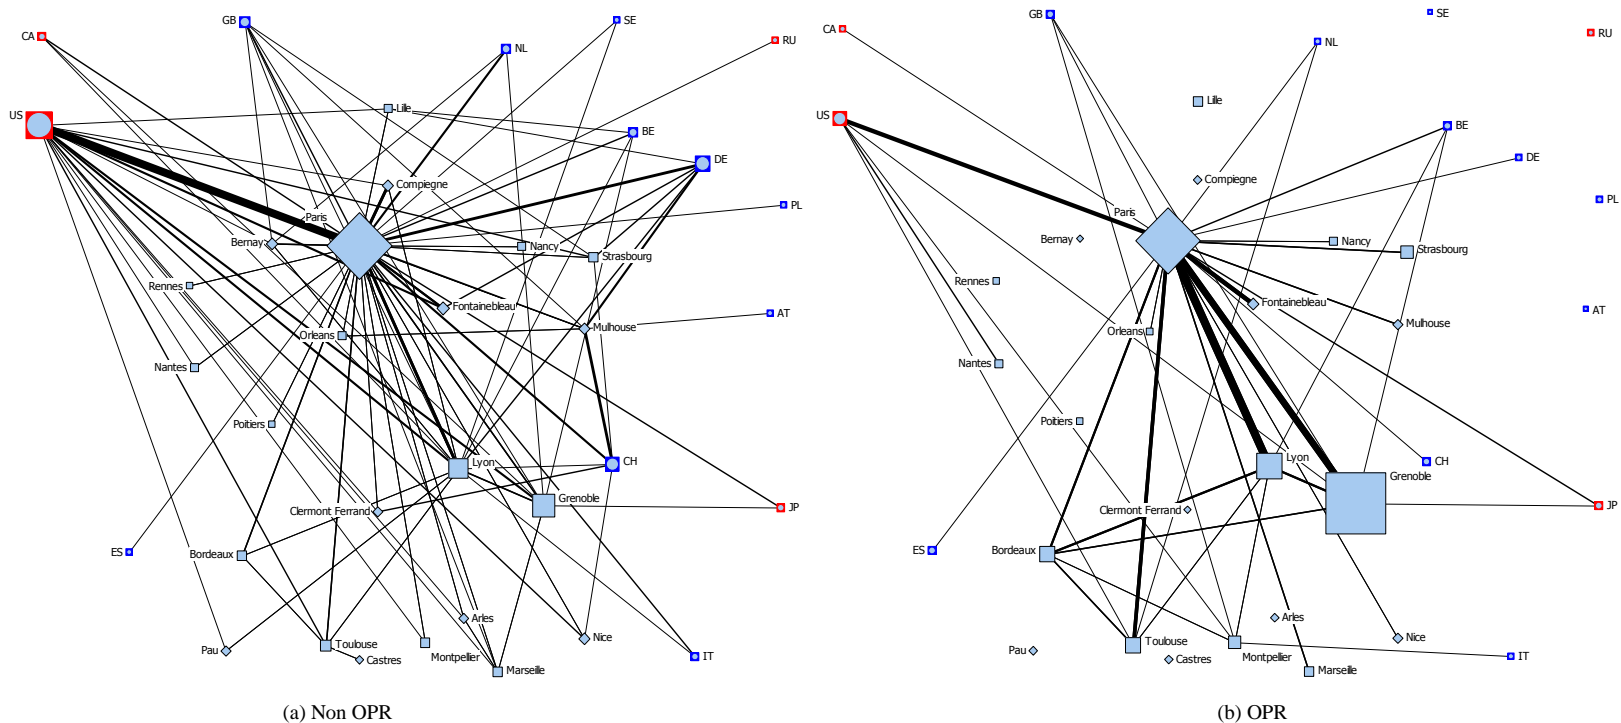 GB
SE
CA
NL
RU
US
Lille
BE
DE
Compiegne
PL
Paris
Bernay
Nancy
Strasbourg
Rennes
Fontainebleau
AT
Orleans
Mulhouse
Nantes
Poitiers
Lyon
CH
Grenoble
Clermont Ferrand
JP
ES
Bordeaux
Arles
Pau
Toulouse
Nice
Castres
Montpellier
IT
Marseille
(a) Non OPR
GB
SE
CA
NL
RU
US
Lille
BE
DE
Compiegne
PL
Paris
Bernay
Nancy
Strasbourg
Rennes
Fontainebleau
AT
Orleans
Mulhouse
Nantes
Poitiers
Lyon
CH
Grenoble
Clermont Ferrand
JP
ES
Bordeaux
Arles
Pau
Toulouse
Nice
Castres
Montpellier
IT
Marseille
(b) OPR